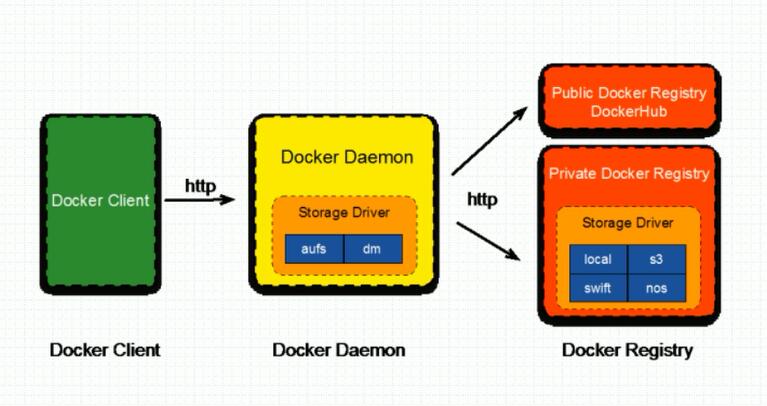 Docker Client
http
Docker Daemon
Storage Driver
aufs
dm
http
Public Docker Registry
DockerHub
Private Docker Registry
Storage Driver
local
s3
swift
nos
Docker Client
Docker Daemon
Docker Registry